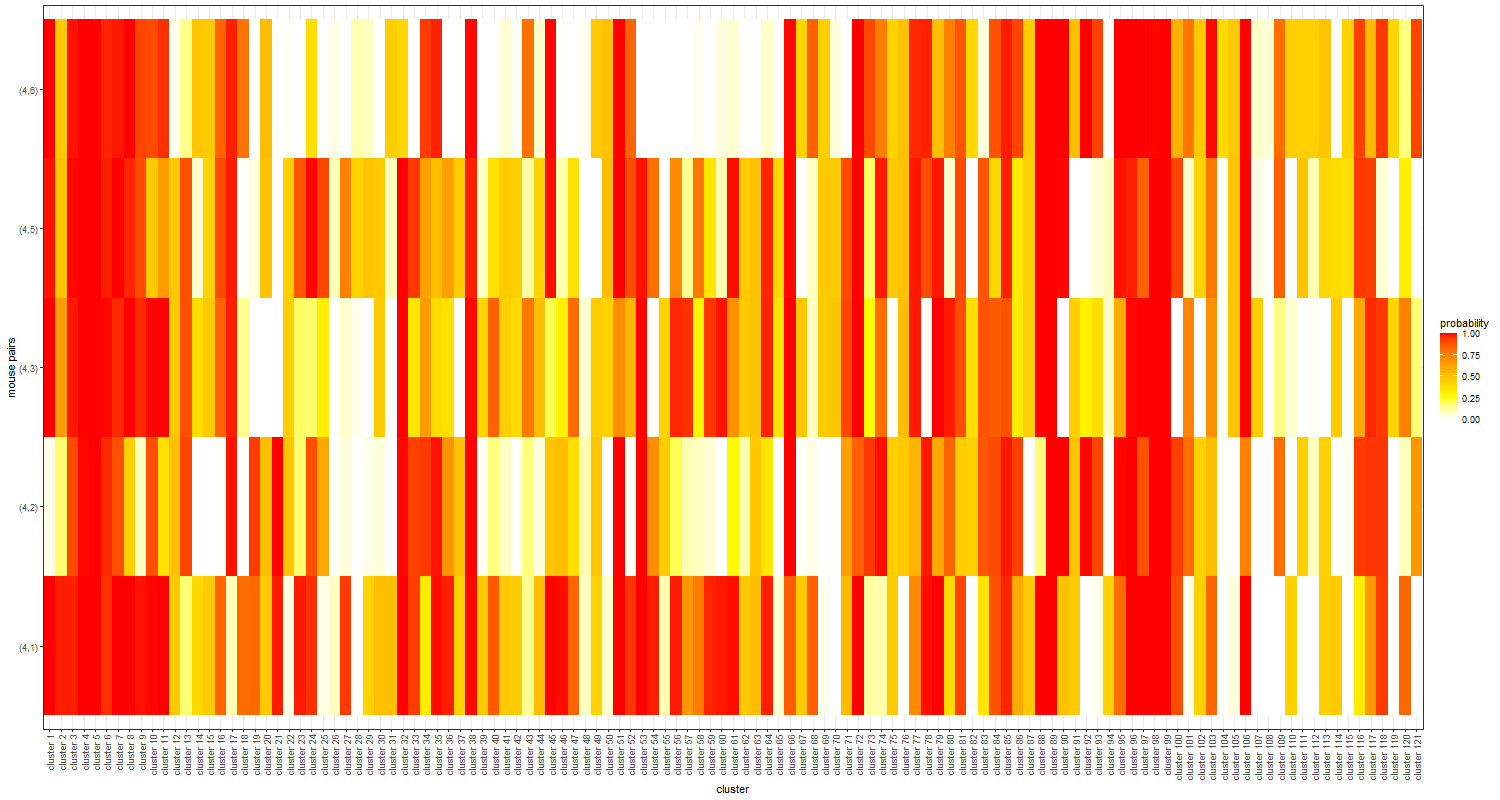 (4,6)
(4,5)
(4,3)
(4,2)
(4,1)
mouse pairs
cluster 1
cluster 2
cluster 3
cluster 4
cluster 5
cluster 6
cluster 7
cluster 8
cluster 9
cluster 10
cluster 11
cluster 12
cluster 13
cluster 14
cluster 15
cluster 16
cluster 17
cluster 18
cluster 19
cluster 20
cluster 21
cluster 22
cluster 23
cluster 24
cluster 25
cluster 26
cluster 27
cluster 28
cluster 29
cluster 30
cluster 31
cluster 32
cluster 33
cluster 34
cluster 35
cluster 36
cluster 37
cluster 38
cluster 39
cluster 40
cluster 41
cluster 42
cluster 43
cluster 44
cluster 45
cluster 46
cluster 47
cluster 48
cluster 49
cluster 50
cluster 51
cluster 52
cluster 53
cluster 54
cluster 55
cluster 56
cluster 57
cluster 58
cluster 59
cluster 60
cluster 61
cluster 62
cluster 63
cluster 64
cluster 65
cluster 66
cluster 67
cluster 68
cluster 69
cluster 70
cluster 71
cluster 72
cluster 73
cluster 74
cluster 75
cluster 76
cluster 77
cluster 78
cluster 79
cluster 80
cluster 81
cluster 82
cluster 83
cluster 84
cluster 85
cluster 86
cluster 87
cluster 88
cluster 89
cluster 90
cluster 91
cluster 92
cluster 93
cluster 94
cluster 95
cluster 96
cluster 97
cluster 98
cluster 99
cluster 100
cluster 101
cluster 102
cluster 103
cluster 104
cluster 105
cluster 106
cluster 107
cluster 108
cluster 109
cluster 110
cluster 111
cluster 112
cluster 113
cluster 114
cluster 115
cluster 116
cluster 117
cluster 118
cluster 119
cluster 120
cluster 121
cluster
probability
1.00
0.75
0.50
0.25
0.00